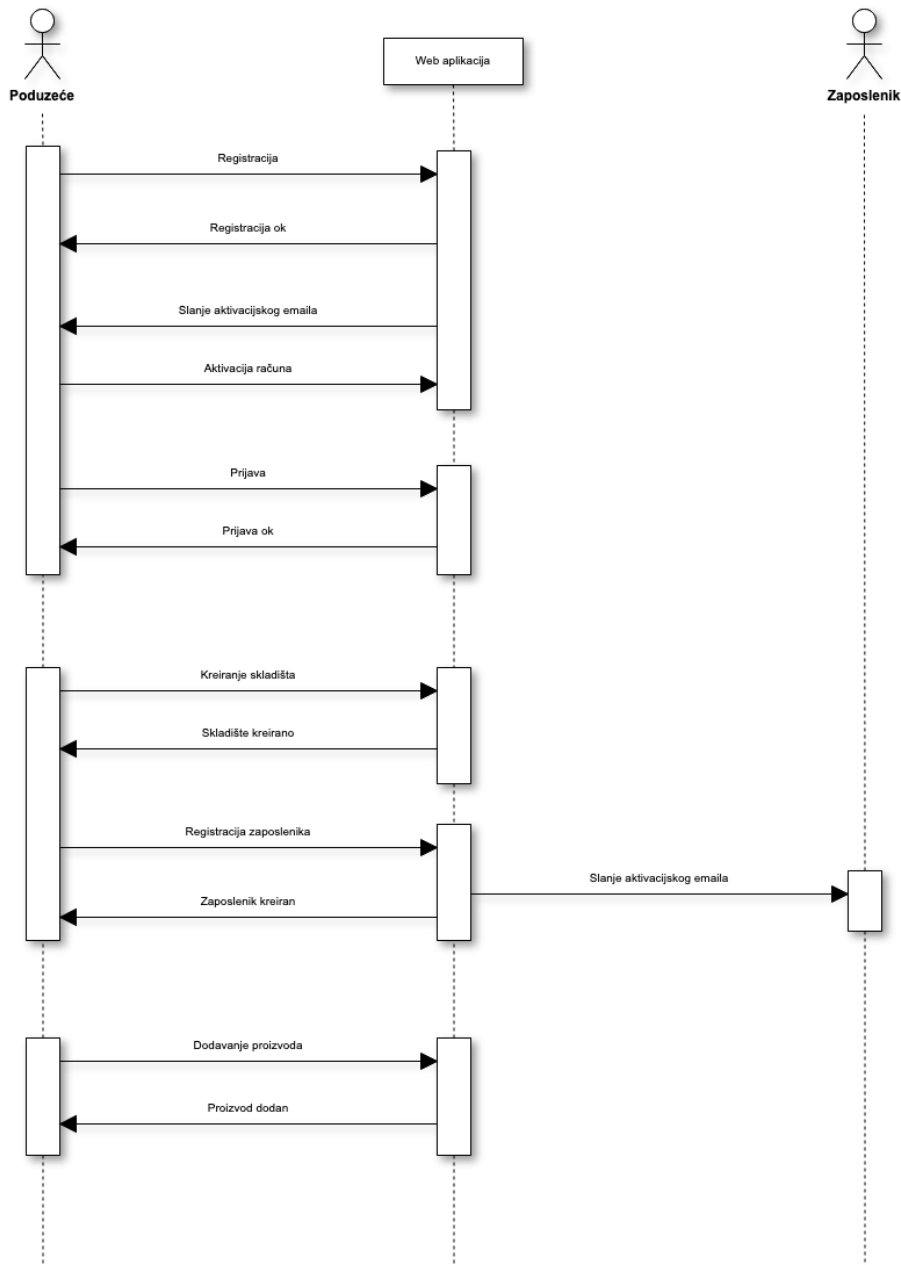 Web aplikacija
Poduzeće
Zaposlenik
Registracija
Registracija ok
Slanje aktivacijskog emaila
Aktivacija računa
Prijava
Prijava ok
Kreiranje skladišta
Skladište kreirano
Registracija zaposlenika
Slanje aktivacijskog emaila
Zaposlenik kreiran
Dodavanje proizvoda
Proizvod dodan